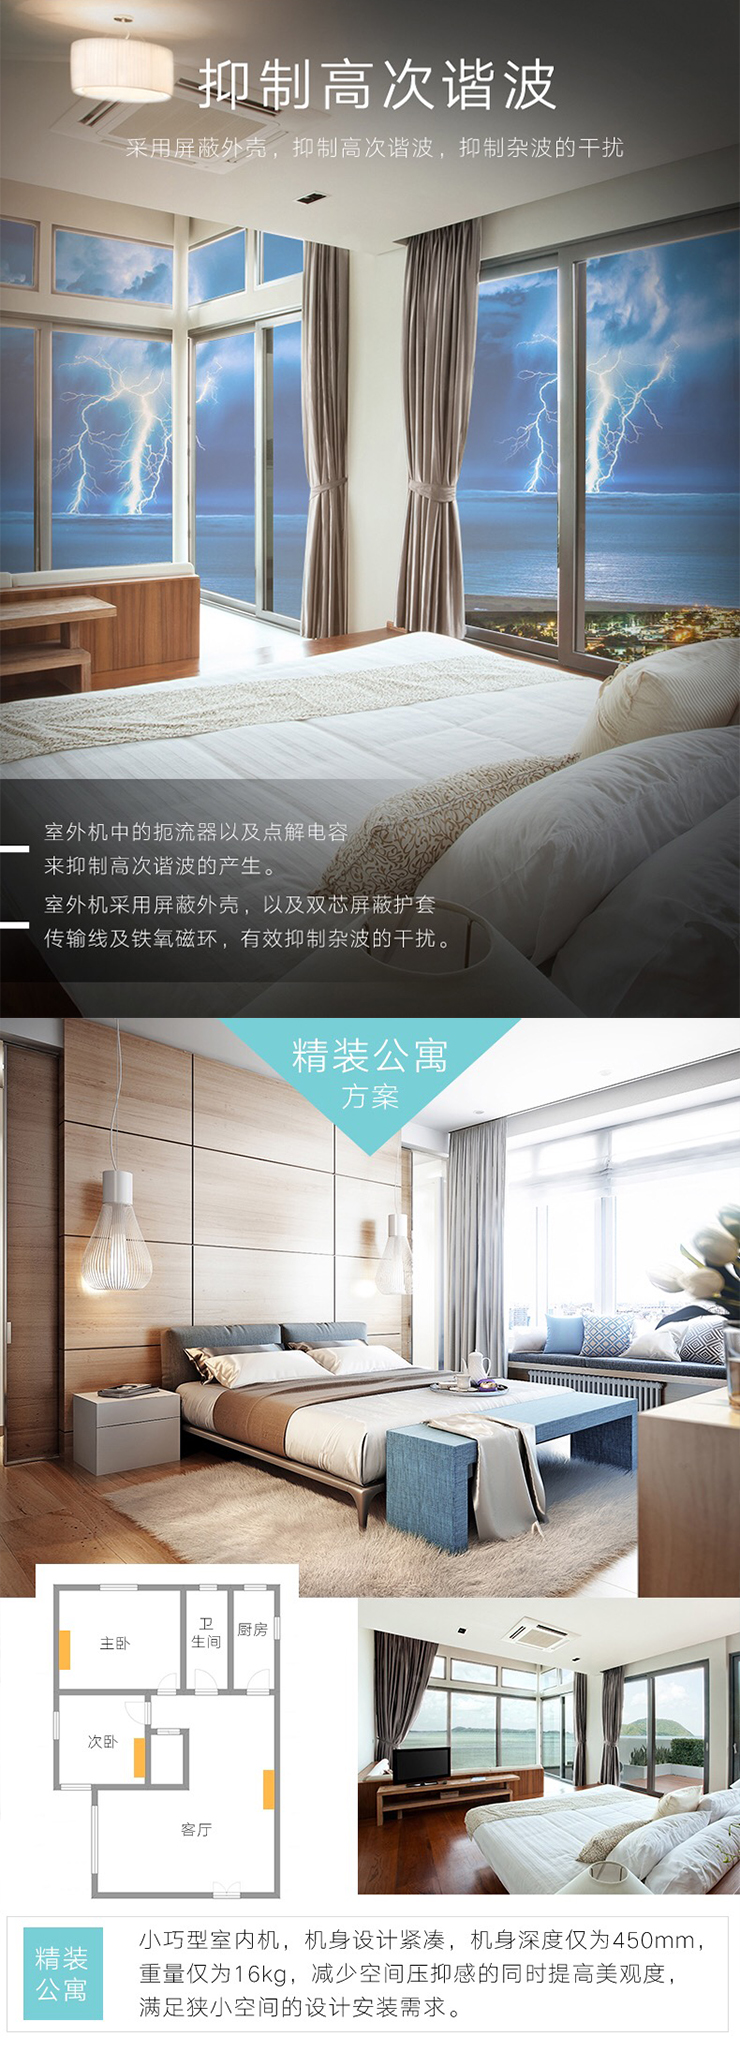 抑制高次谐波
采用屏蔽外壳，抑制高次谐波，抑制杂波的干扰
室外机中的扼流器以及点解电容
来抑制高次谐波的产生。
室外机采用屏蔽外壳，以及双芯屏蔽护套
传输线及铁氧磁环，有效抑制杂波的干扰。
精装公寓
方案
主卧
卫
生间
厨房
次卧
客厅
精装
公寓
小巧型室内机，机身设计紧凑，机身深度仅为450mm，
重量仅为16kg，减少空间压抑感的同时提高美观度，
满足狭小空间的设计安装需求。